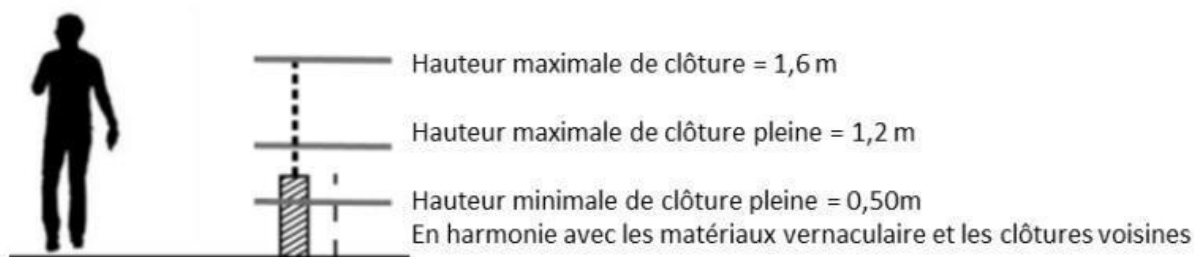 Hauteur maximale de clôture = 1,6 m
Hauteur maximale de clôture pleine = 1,2 m
Hauteur minimale de clôture pleine = 0,50m
En harmonie avec les matériaux vernaculaire et les clôtures voisines